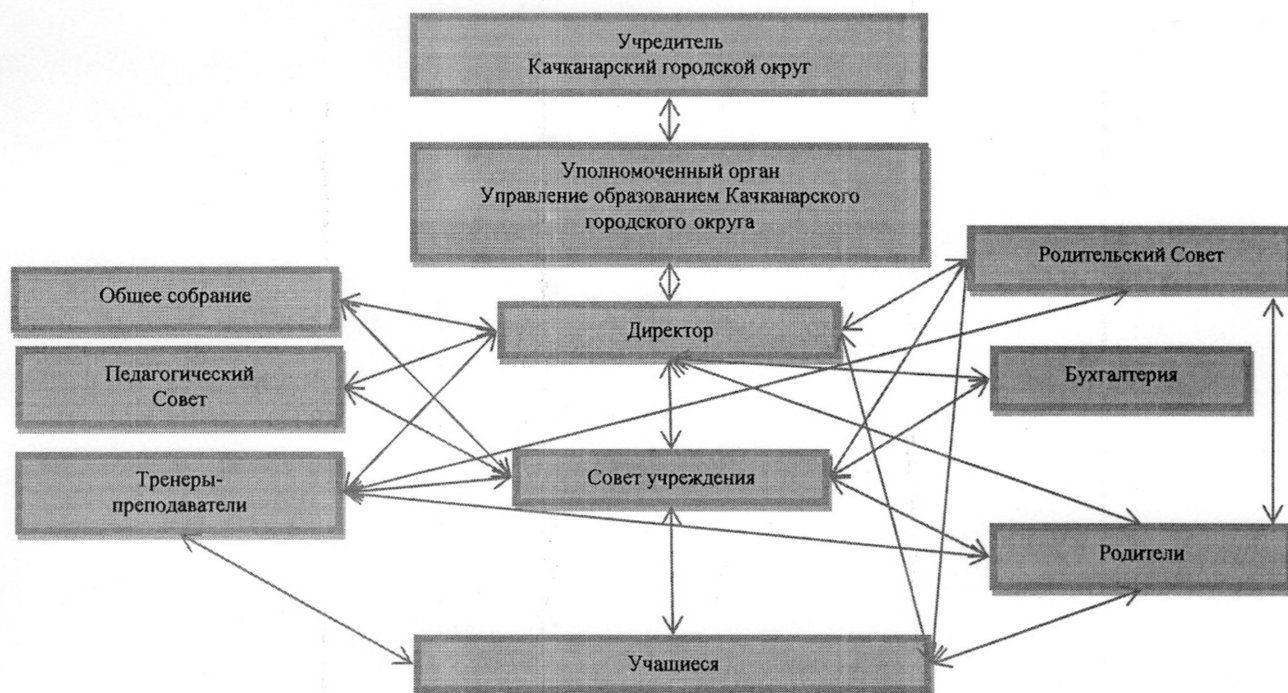 Учредитель
Качканарский городской округ
Уполномоченный орган
Управление образованием Качканарского
городского округа
Родительский Совет
Общее собрание
Директор
Педагогический
Совет
Бухгалтерия
Тренеры-
преподаватели
Совет учреждения
Родители
Учащиеся